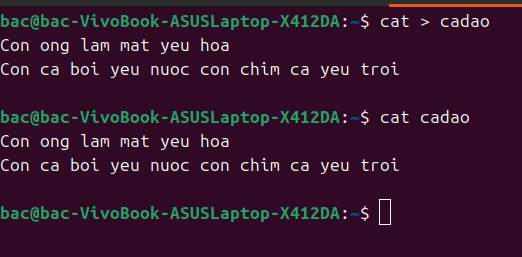 bac@bac-VivoBook-ASUSLaptop-X412DA:~$ cat > cadao
Con ong lam mat yeu hoa
Con ca boi yeu nuoc con chim ca yeu troi
bac@bac-VivoBook-ASUSLaptop-X412DA:~$ cat cadao
Con ong lam mat yeu hoa
Con ca boi yeu nuoc con chim ca yeu troi
bac@bac-VivoBook-ASUSLaptop-X412DA:~$